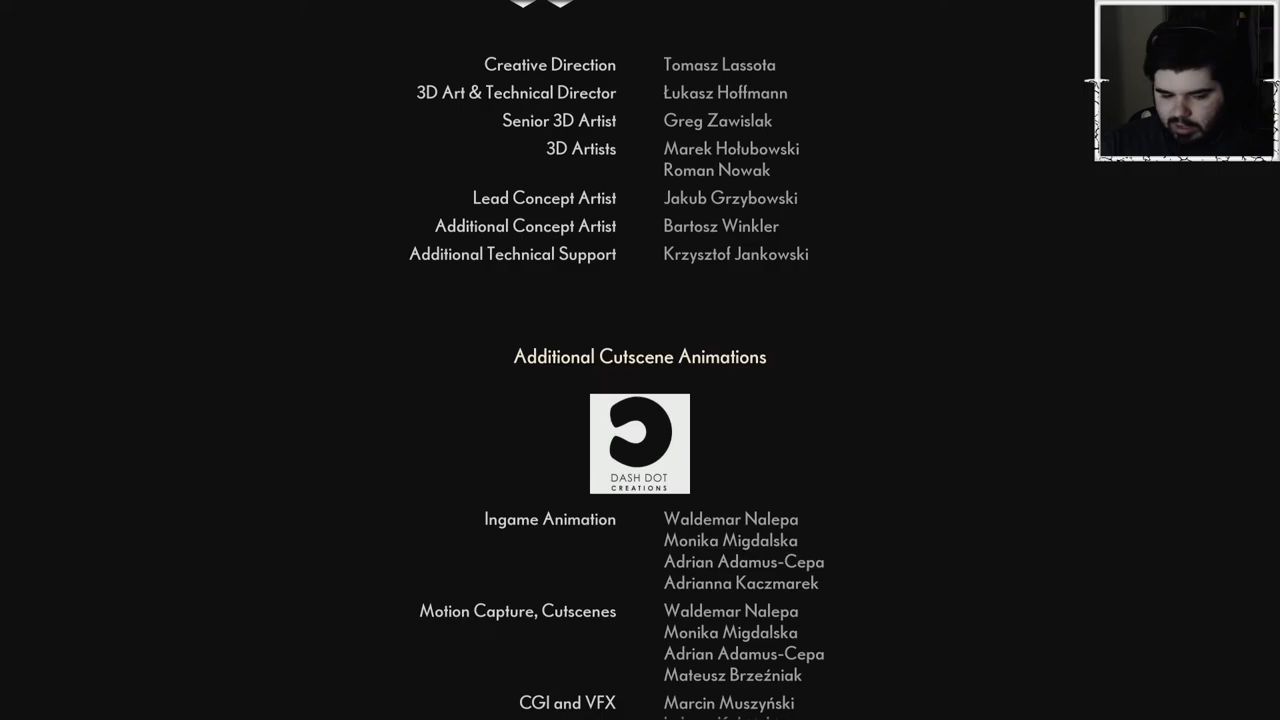 Creative Direction Tomasz Lassota
3D Art & Technical Director Łukasz Hoffmann
Senior 3D Artist Greg Zawislak
3D Artists Marek Hołubowski
Roman Nowak
Lead Concept Artist Jakub Grzybowski
Additional Concept Artist Bartosz Winkler
Additional Technical Support Krzysztof Jankowski
Additional Cutscene Animations
DASH DOT
CREATIONS
Ingame Animation Waldemar Nalepa
Monika Migdalska
Adrian Adamus-Cepa
Adrianna Kaczmarek
Motion Capture, Cutscenes Waldemar Nalepa
Monika Migdalska
Adrian Adamus-Cepa
Mateusz Brzeźniak
CGI and VFX Marcin Muszyński